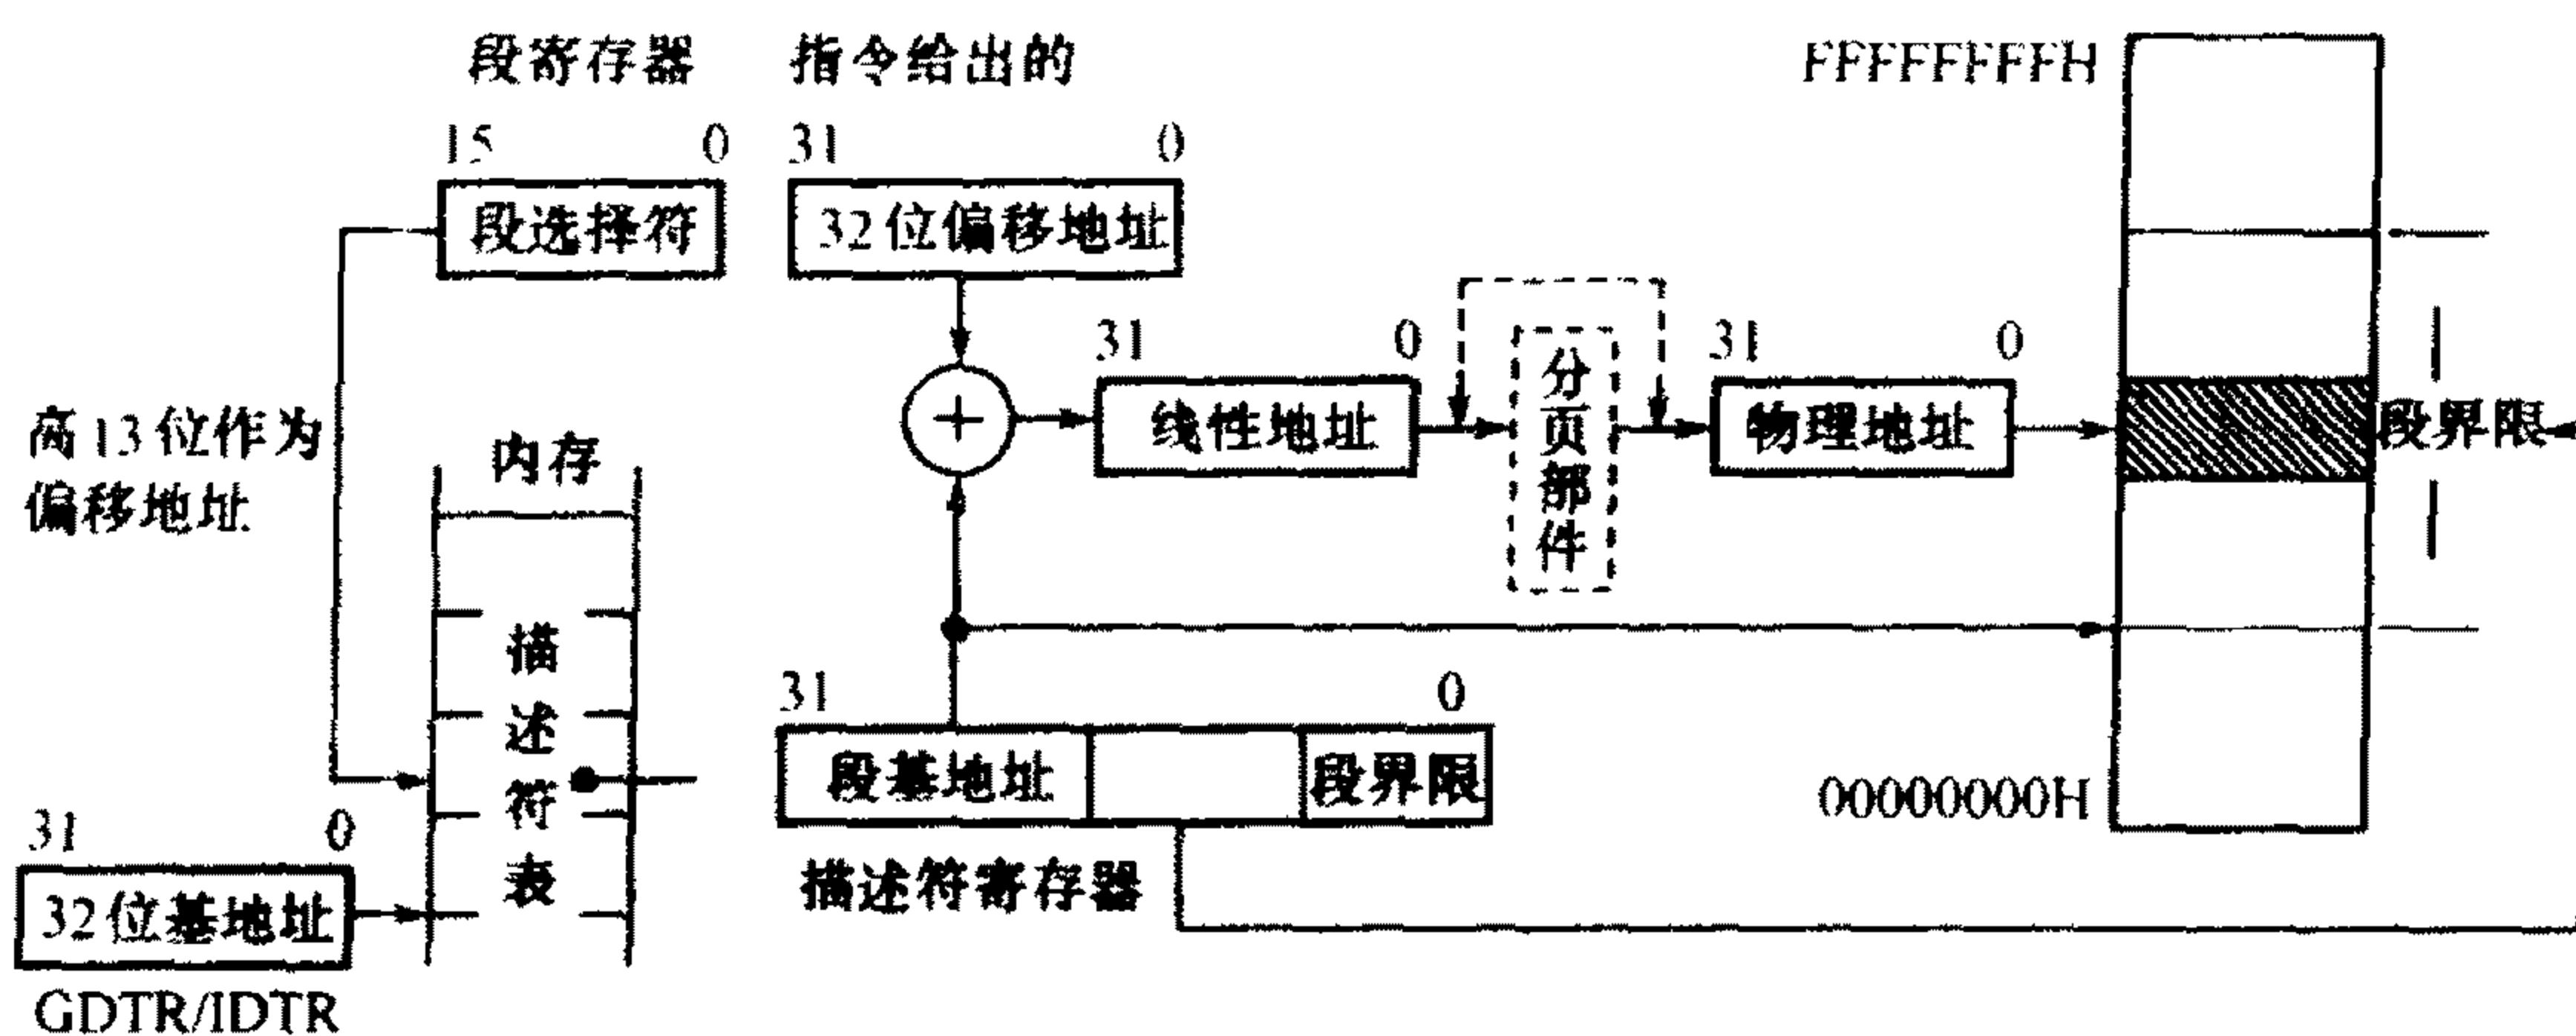 段寄存器
指令给出的
15 0
31 0
段选择符
32位偏移地址
FFFFFFFFH
高13位作为
偏移地址
内存
描述符表
31 0
线性地址
分页部件
31 0
物理地址
段界限
31 0
段基地址
段界限
描述符寄存器
00000000H
31 0
32位基地址
GDTR/IDTR